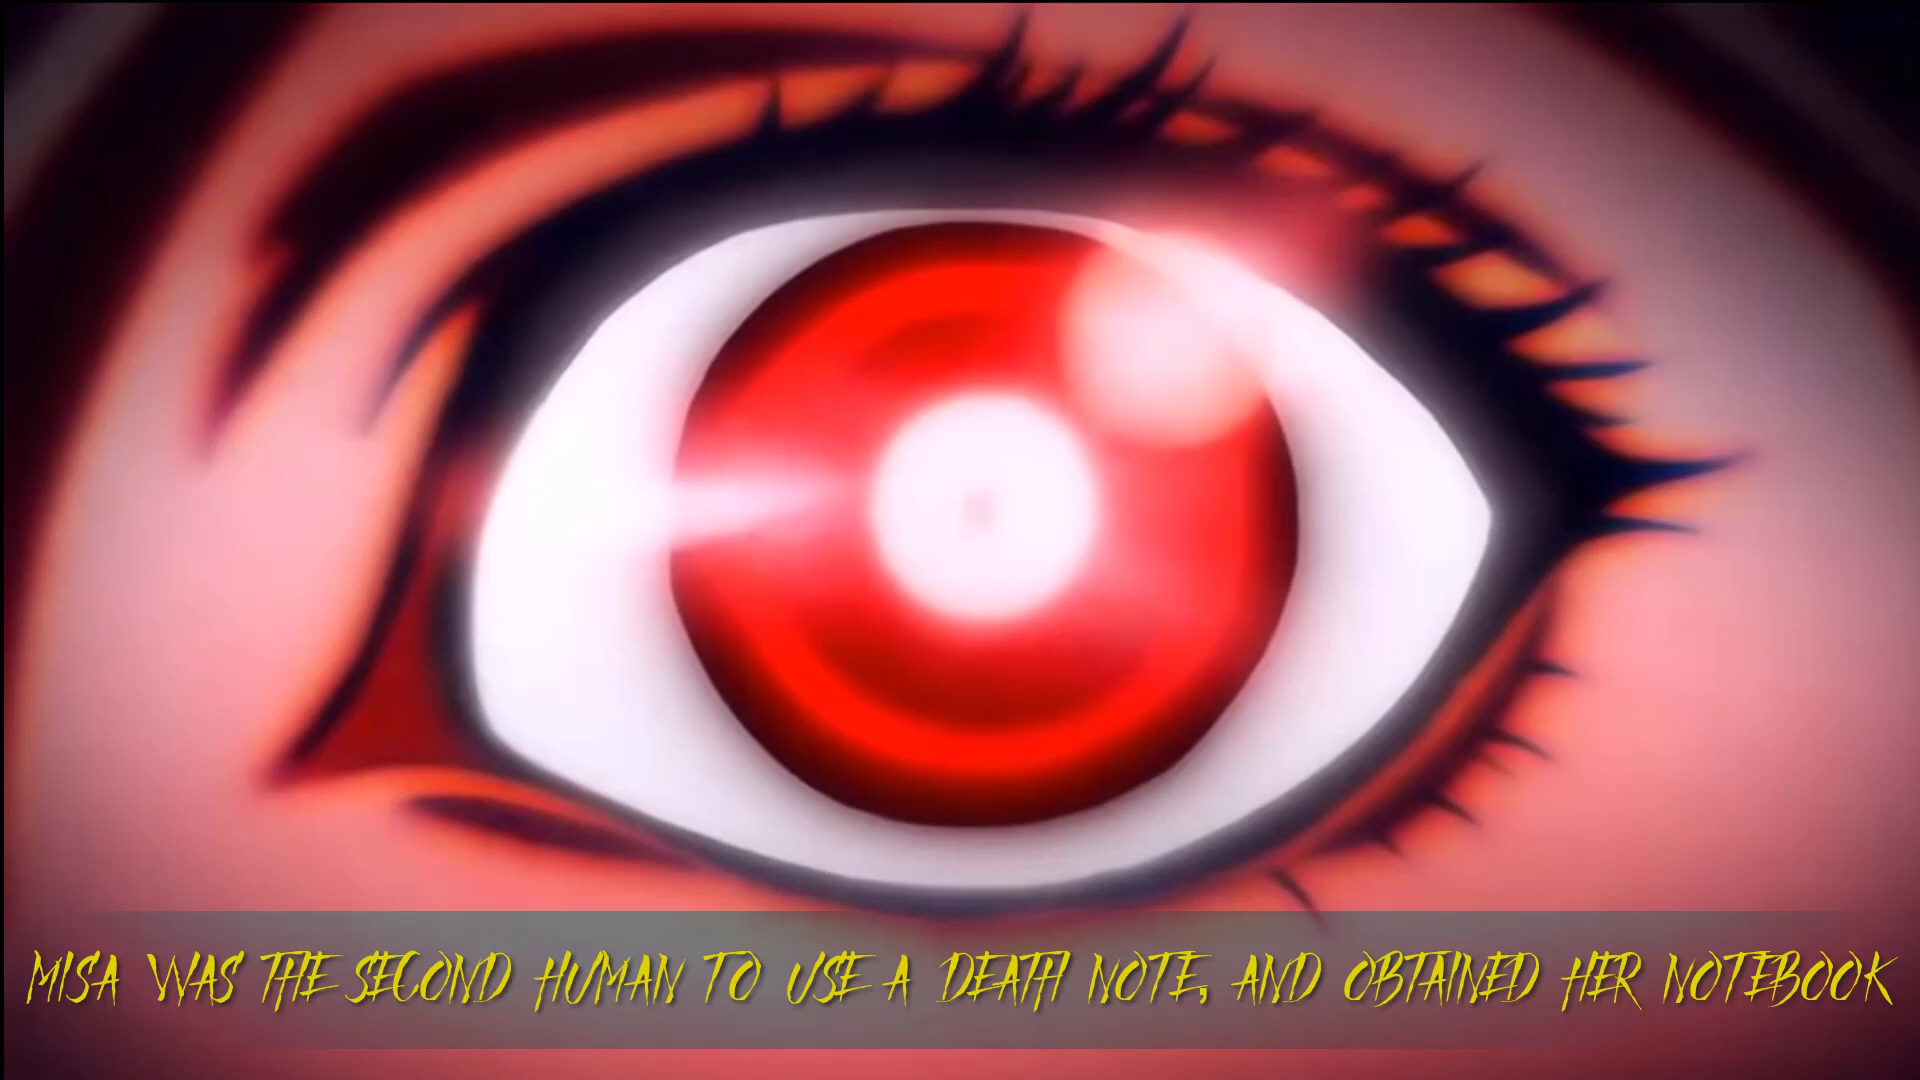 MISA WAS THE SECOND HUMAN TO USE A DEATH NOTE, AND OBTAINED HER NOTEBOOK